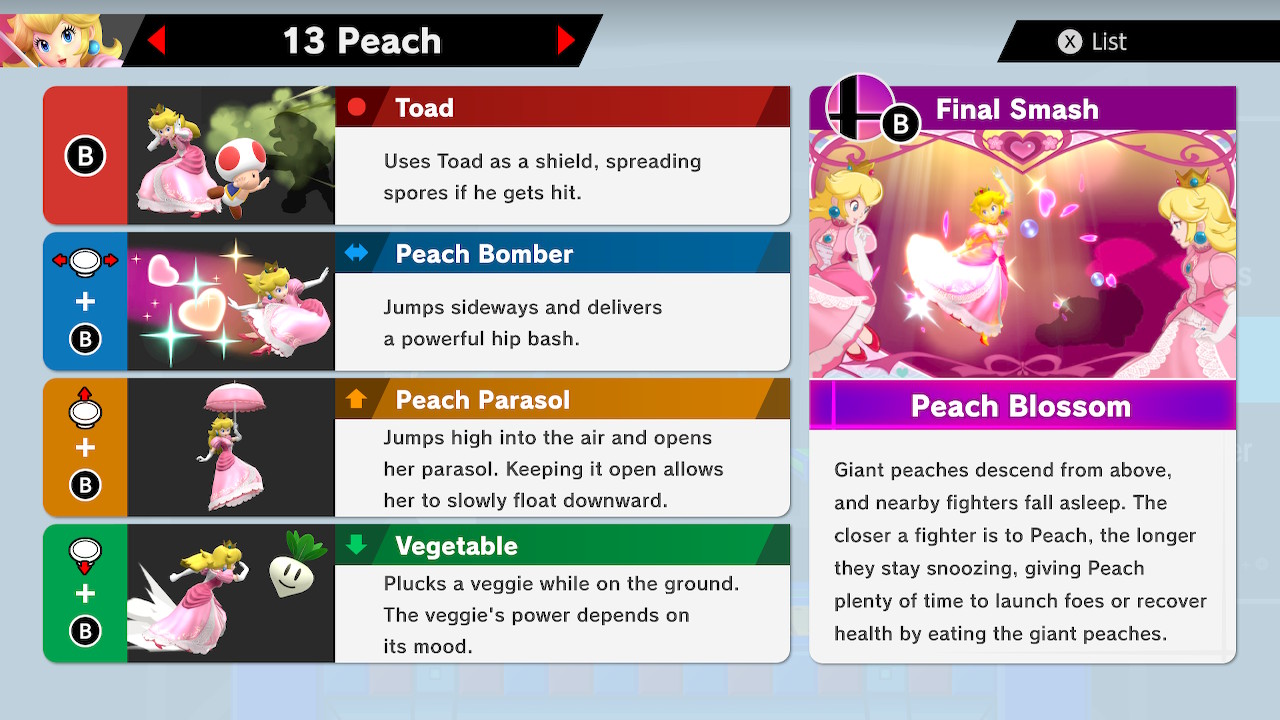 13 Peach
X List
B
Toad
Uses Toad as a shield, spreading
spores if he gets hit.
+
B
Peach Bomber
Jumps sideways and delivers
a powerful hip bash.
+
B
Peach Parasol
Jumps high into the air and opens
her parasol. Keeping it open allows
her to slowly float downward.
+
B
Vegetable
Plucks a veggie while on the ground.
The veggie's power depends on
its mood.
B
Final Smash
Peach Blossom
Giant peaches descend from above,
and nearby fighters fall asleep. The
closer a fighter is to Peach, the longer
they stay snoozing, giving Peach
plenty of time to launch foes or recover
health by eating the giant peaches.